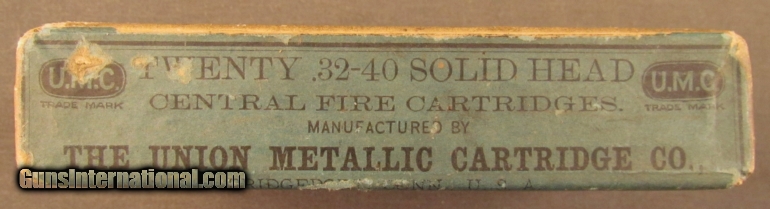 U.M.C. TWENTY .32-40 SOLID HEAD U.M.C
TRADE MARK CENTRAL FIRE CARTRIDGES. TRADE MARK
MANUFACTURED BY
THE UNION METALLIC CARTRIDGE CO.,
U.S.A.
GunsInternational.com